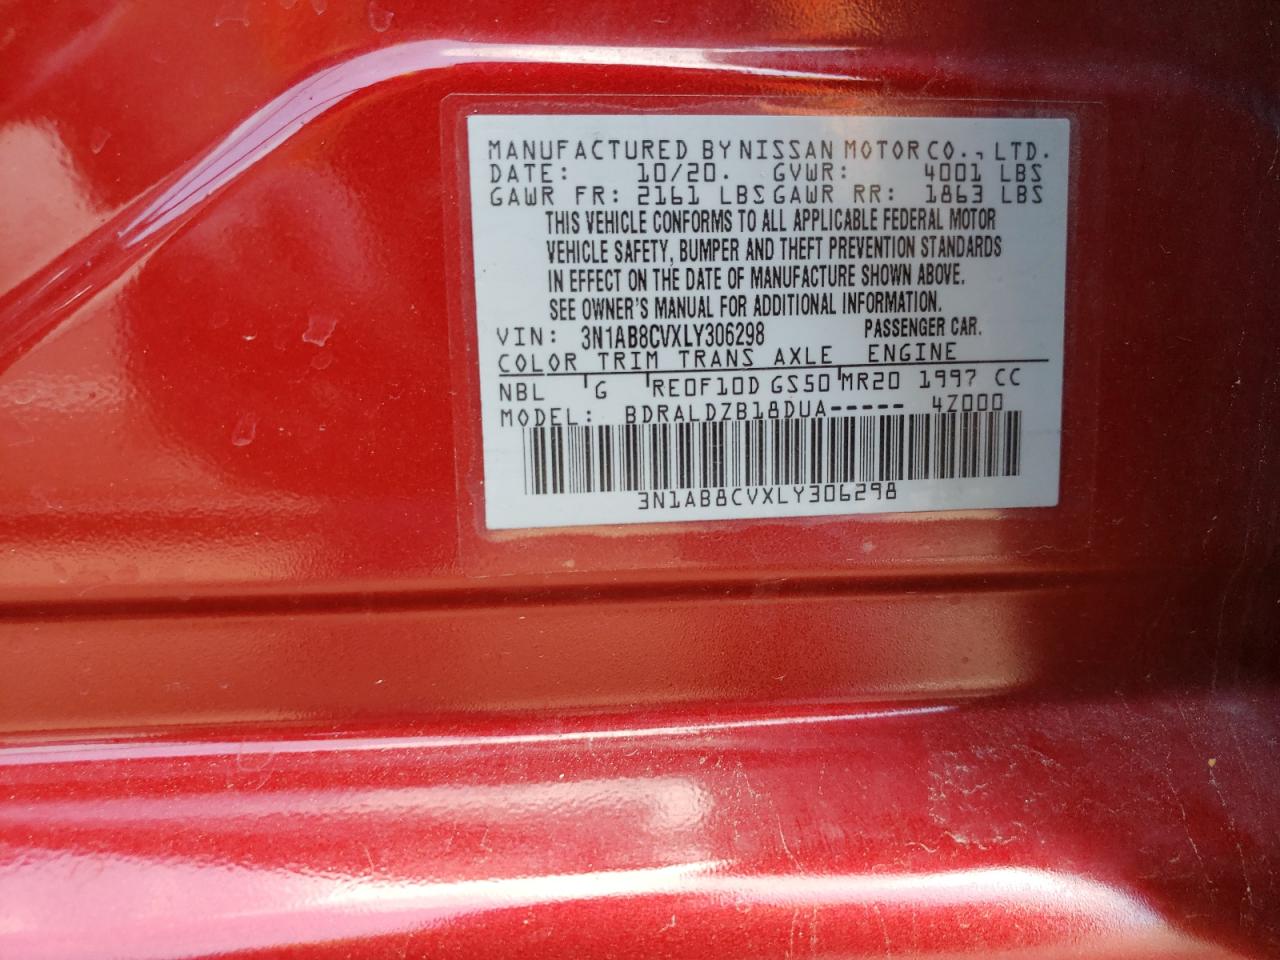 MANUFACTURED BY NISSAN MOTOR CO., LTD.
DATE: 10/20. GVWR: 4001 LBS
GAWR FR: 2161 LBS GAWR RR: 1863 LBS
THIS VEHICLE CONFORMS TO ALL APPLICABLE FEDERAL MOTOR
VEHICLE SAFETY, BUMPER AND THEFT PREVENTION STANDARDS
IN EFFECT ON THE DATE OF MANUFACTURE SHOWN ABOVE.
SEE OWNER'S MANUAL FOR ADDITIONAL INFORMATION.
VIN: 3N1AB8CVXLY306298 PASSENGER CAR.
COLOR TRIM TRANS AXLE ENGINE
NBL G RE0F10D GS50 MR20 1997 CC
MODEL: BDRALDZB18DUA----- 4Z000
3N1AB8CVXLY306298